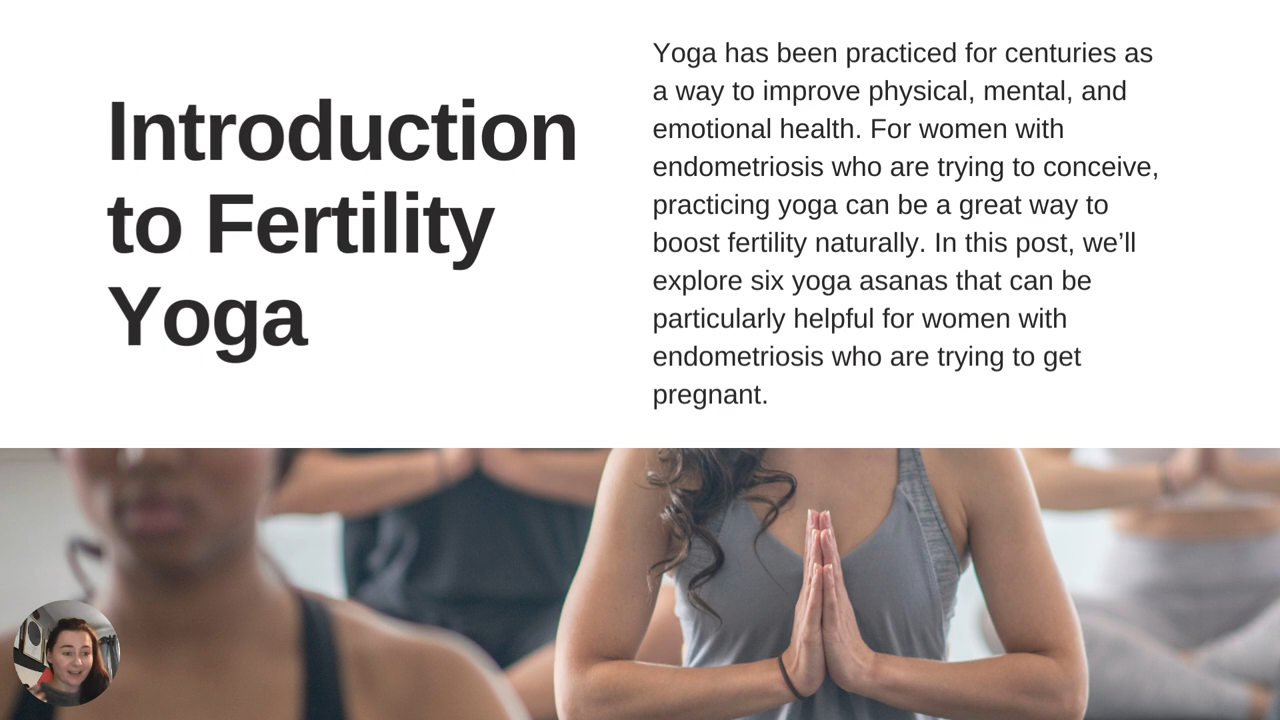 Introduction
to Fertility
Yoga
Yoga has been practiced for centuries as
a way to improve physical, mental, and
emotional health. For women with
endometriosis who are trying to conceive,
practicing yoga can be a great way to
boost fertility naturally. In this post, we’ll
explore six yoga asanas that can be
particularly helpful for women with
endometriosis who are trying to get
pregnant.